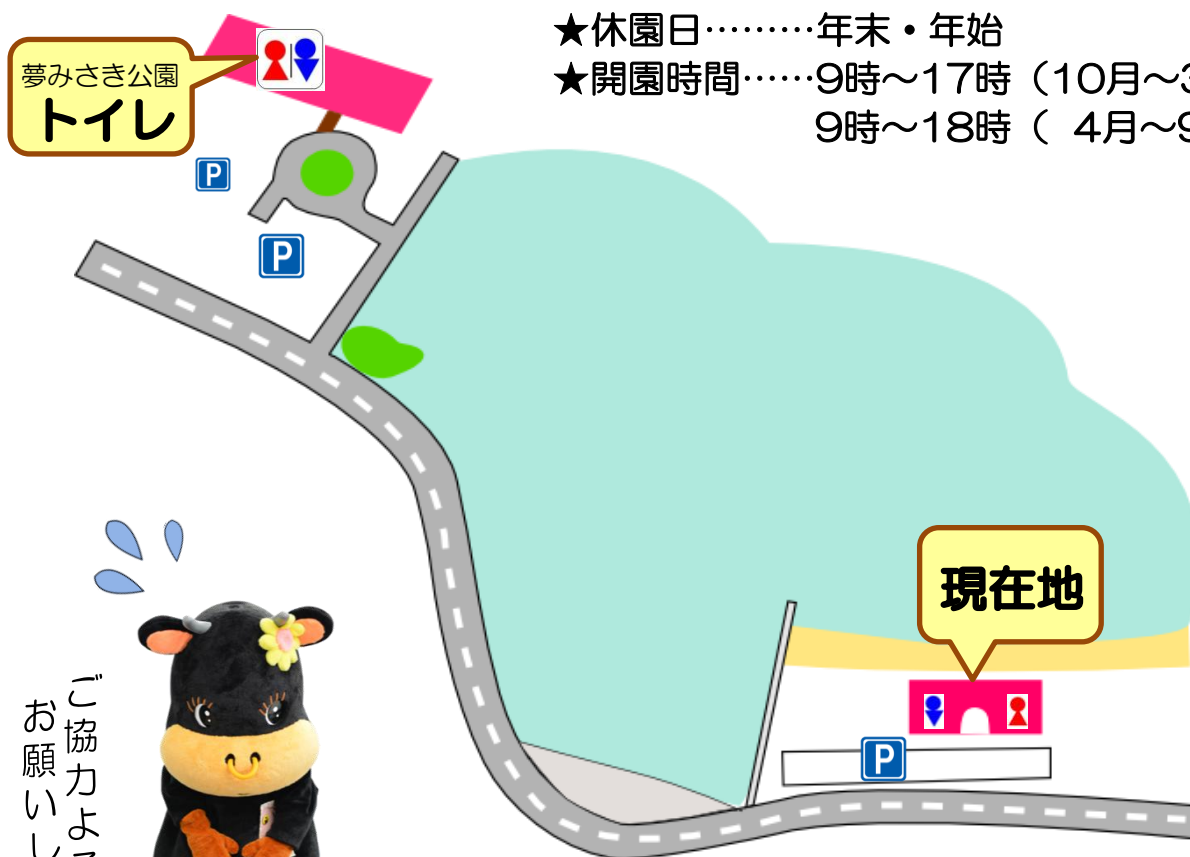 ★休園日………年末・年始
★開園時間……9時～17時（10月～3
9時～18時（ 4月～9
夢みさき公園
トイレ
P
P
現在地
P
ご協力よろ
お願いし